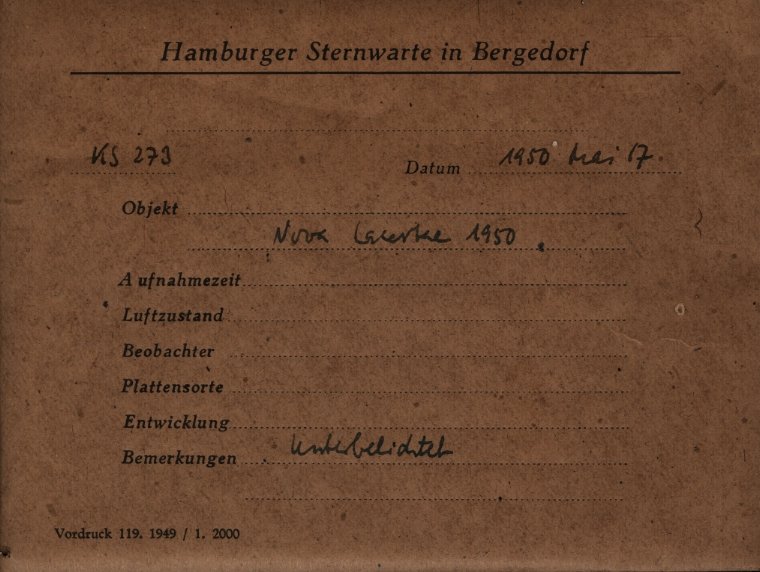 Hamburger Sternwarte in Bergedorf
KS 273 Datum 1950 Mai 17.
Objekt
Nova Lacertae 1950
Aufnahmezeit
Luftzustand
Beobachter
Plattensorte
Entwicklung
Bemerkungen Unterbelichtet
Vordruck 119. 1949 / 1. 2000